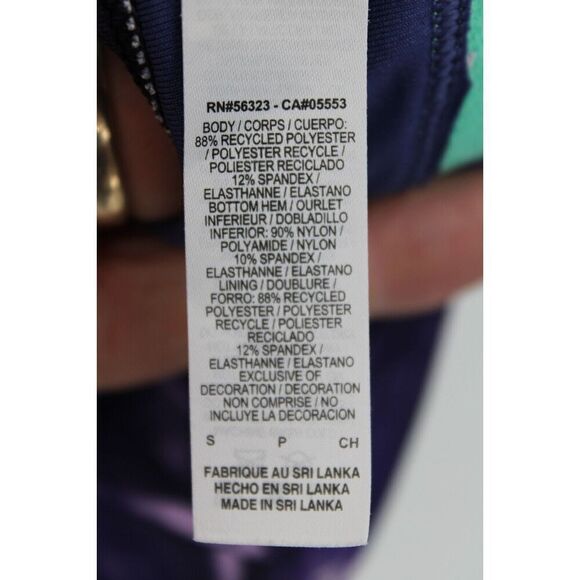 RN#56323 - CA#05553
BODY / CORPS / CUERPO:
88% RECYCLED POLYESTER
/ POLYESTER RECYCLE /
POLIESTER RECICLADO
12% SPANDEX /
ELASTHANNE / ELASTANO
BOTTOM HEM / OURLET
INFERIEUR / DOBLADILLO
INFERIOR: 90% NYLON /
POLYAMIDE / NYLON
10% SPANDEX /
ELASTHANNE / ELASTANO
LINING / DOUBLURE /
FORRO: 88% RECYCLED
POLYESTER / POLYESTER
RECYCLE / POLIESTER
RECICLADO
12% SPANDEX /
ELASTHANNE / ELASTANO
EXCLUSIVE OF
DECORATION / DECORATION
NON COMPRISE / NO
INCLUYE LA DECORACION
S P CH
FABRIQUE AU SRI LANKA
HECHO EN SRI LANKA
MADE IN SRI LANKA